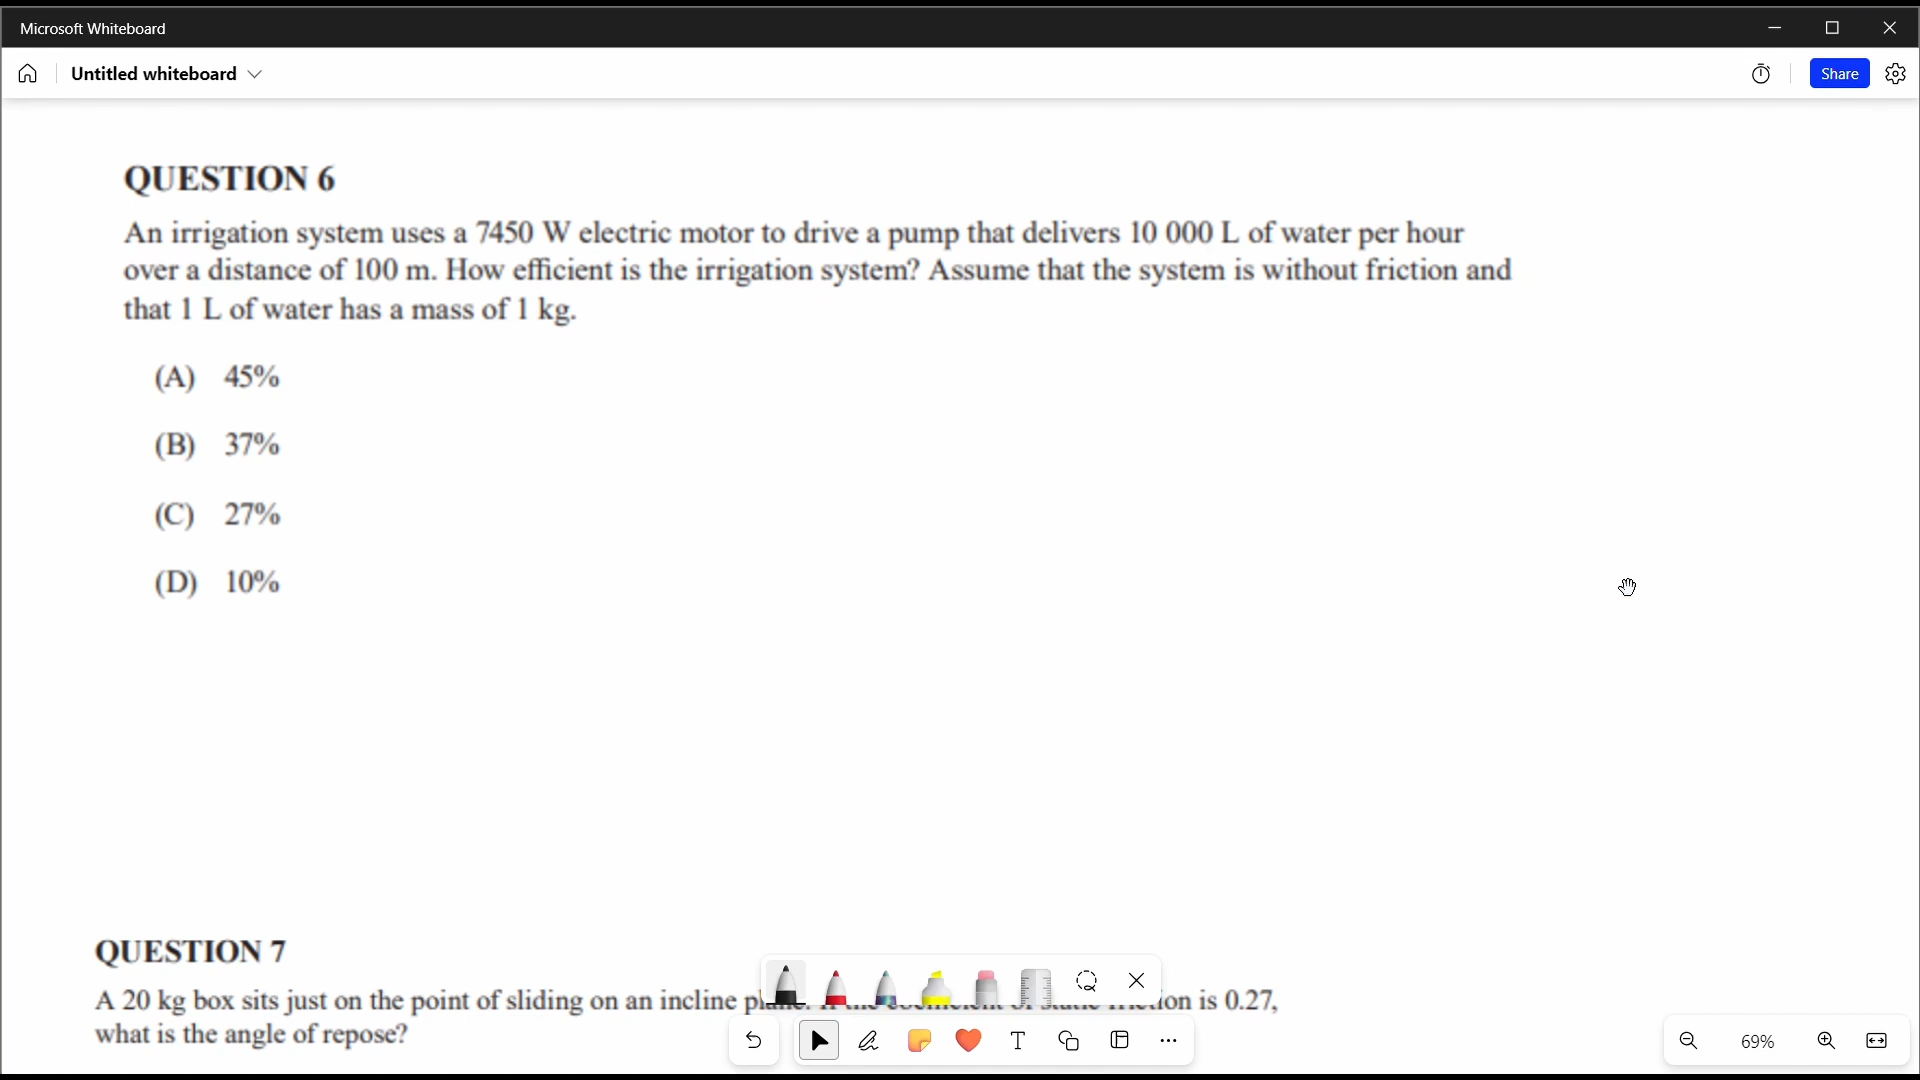 Microsoft Whiteboard
Untitled whiteboard
Share
QUESTION 6
An irrigation system uses a 7450 W electric motor to drive a pump that delivers 10 000 L of water per hour
over a distance of 100 m. How efficient is the irrigation system? Assume that the system is without friction and
that 1 L of water has a mass of 1 kg.
(A) 45%
(B) 37%
(C) 27%
(D) 10%
QUESTION 7
A 20 kg box sits just on the point of sliding on an incline is 0.27,
what is the angle of repose?
69%